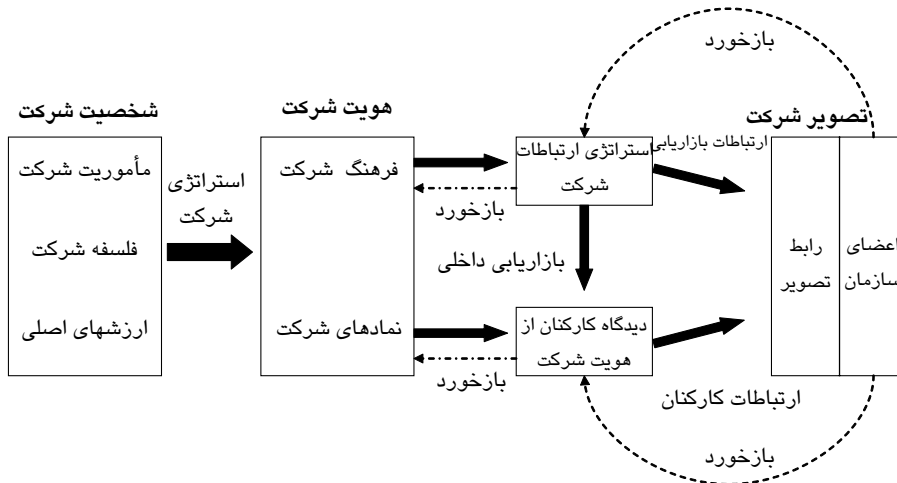 بازخورد
شخصیت شرکت
هویت شرکت
تصویر شرکت
مأموریت شرکت
فلسفه شرکت
ارزشهای اصلی
استراتژی
شرکت
فرهنگ شرکت
نمادهای شرکت
بازخورد
بازخورد
استراتژی ارتباطات
شرکت
بازاریابی داخلی
دیدگاه کارکنان از
هویت شرکت
ارتباطات بازاریابی
ارتباطات کارکنان
رابط
تصویر
اعضای
سازمان
بازخورد